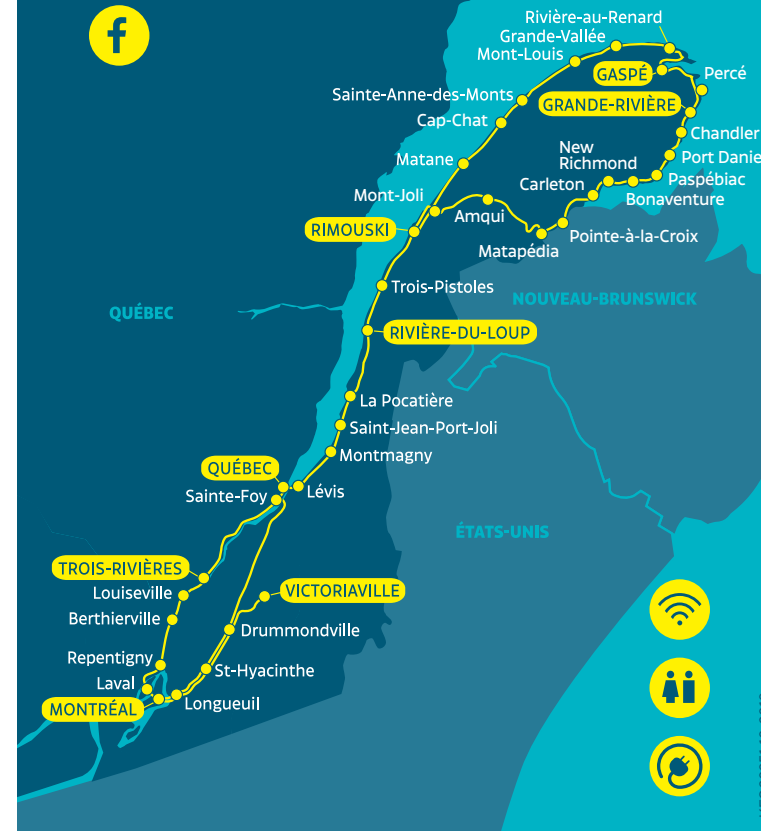 f
Rivière-au-Renard
Grande-Vallée
Mont-Louis
GASPÉ
Percé
Sainte-Anne-des-Monts
GRANDE-RIVIÈRE
Cap-Chat
Chandler
New
Richmond
Port Danie
Matane
Carleton
Paspébiac
Mont-Joli
Bonaventure
Amqui
RIMOUSKI
Pointe-à-la-Croix
Matapédia
Trois-Pistoles
NOUVEAU-BRUNSWICK
QUÉBEC
RIVIÈRE-DU-LOUP
La Pocatière
Saint-Jean-Port-Joli
Montmagny
QUÉBEC
Sainte-Foy
Lévis
ÉTATS-UNIS
TROIS-RIVIÈRES
Louiseville
VICTORIAVILLE
Berthierville
Drummondville
Repentigny
St-Hyacinthe
Laval
Longueuil
MONTRÉAL